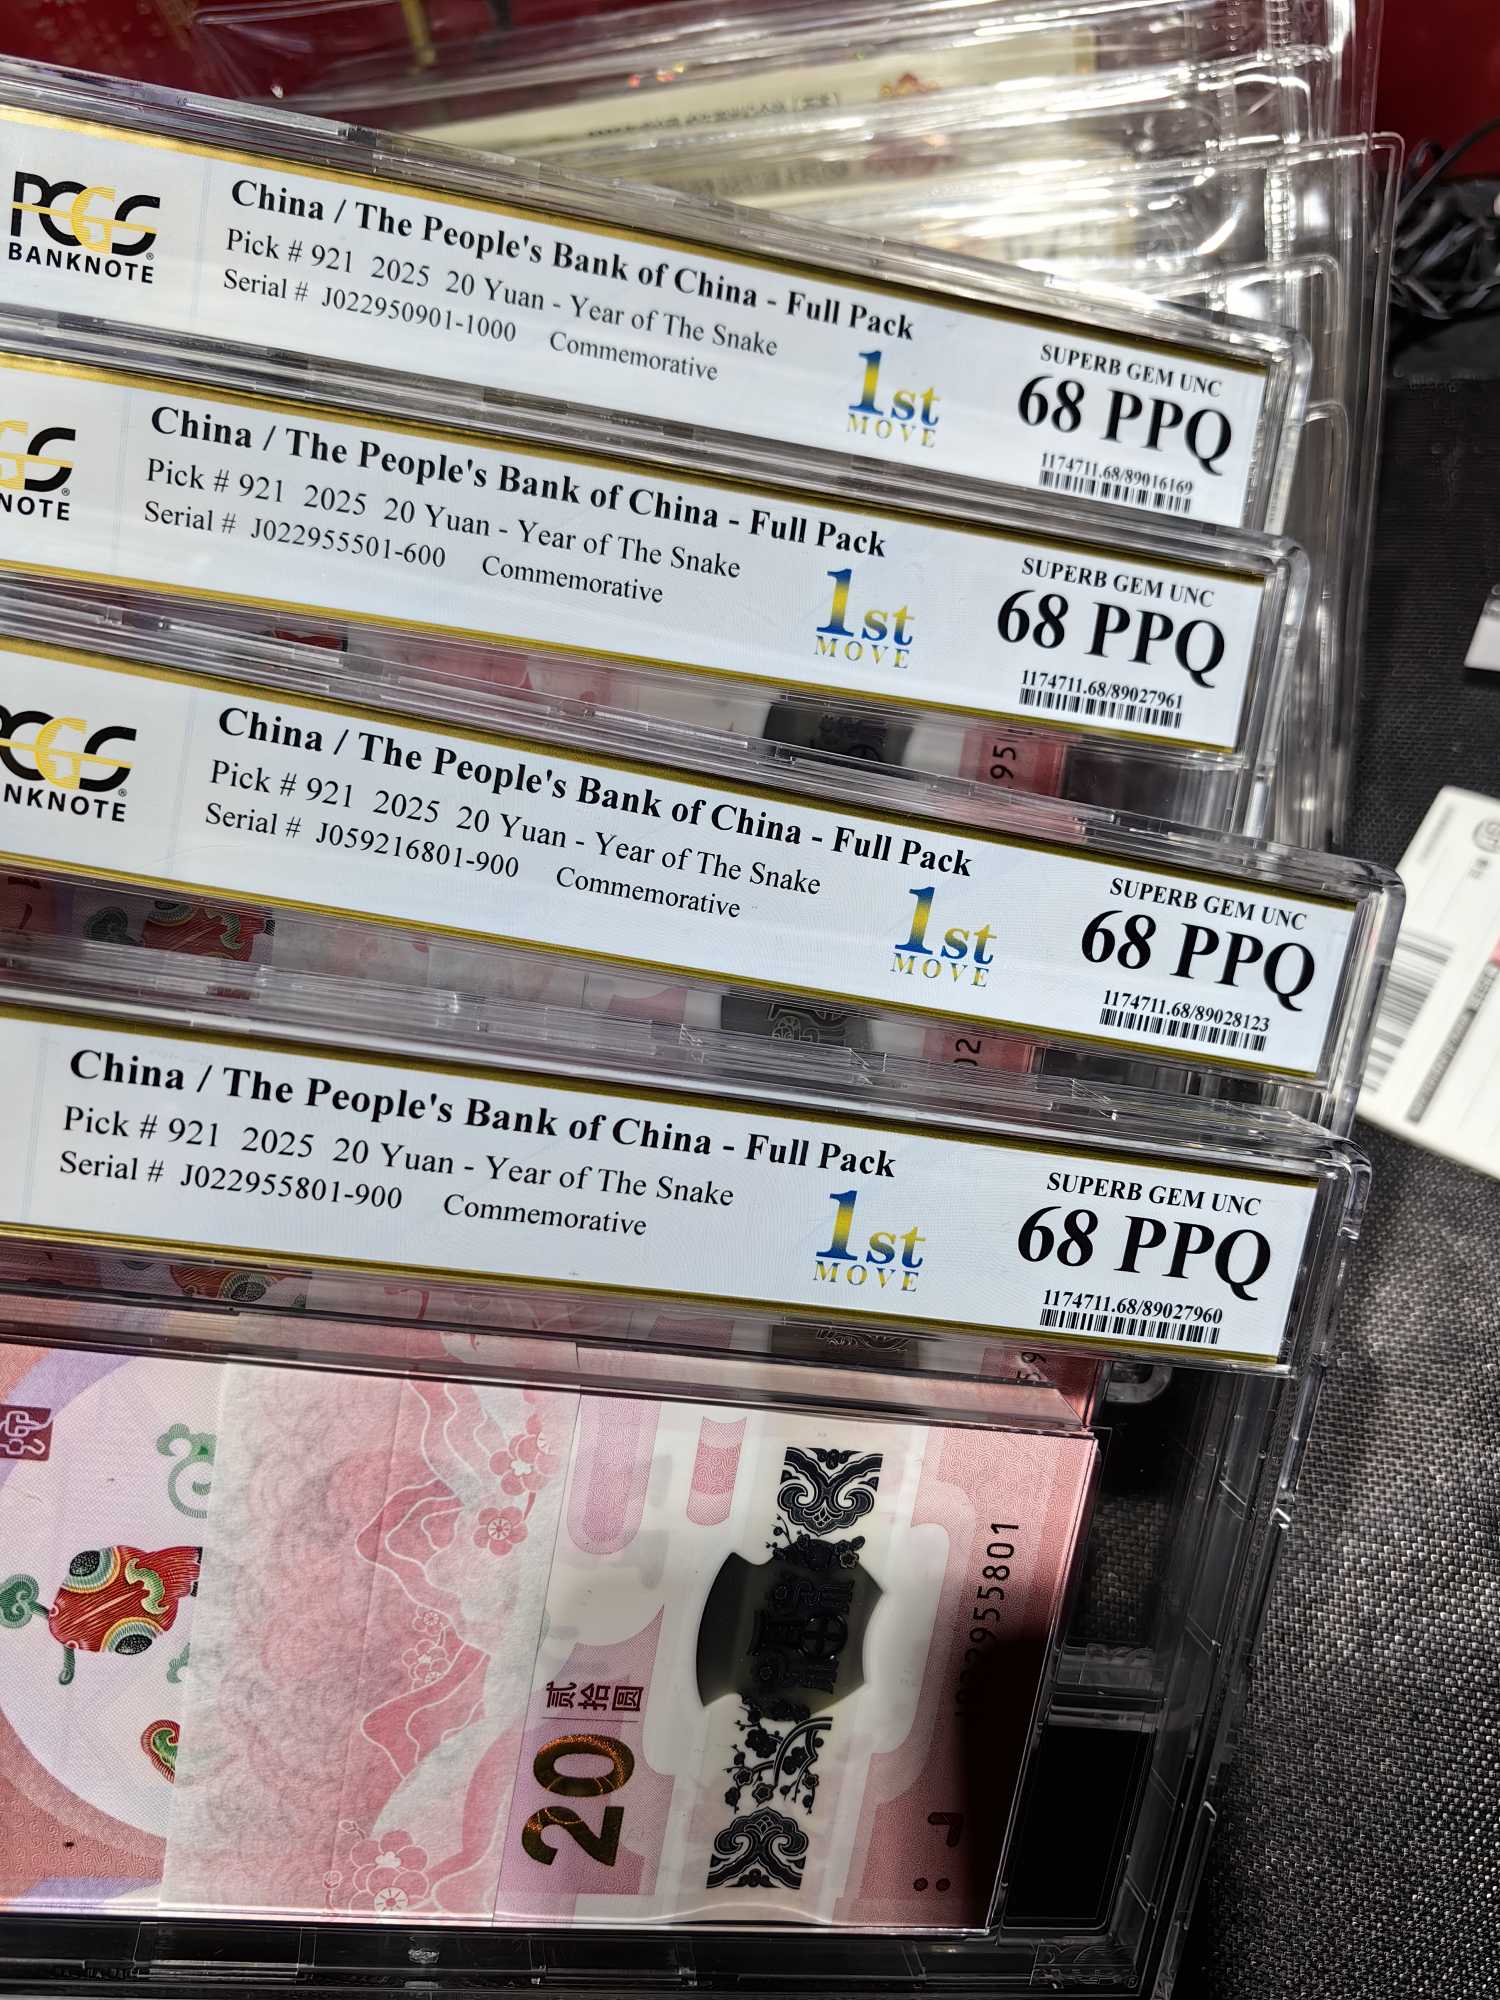 PCGS
BANKNOTE
China / The People's Bank of China - Full Pack
Pick # 921 2025 20 Yuan - Year of The Snake
Serial # J022950901-1000 Commemorative
1st
MOVE
SUPERB GEM UNC
68 PPQ
1174711.68/89016169
GS
NOTE
China / The People's Bank of China - Full Pack
Pick # 921 2025 20 Yuan - Year of The Snake
Serial # J022955501-600 Commemorative
1st
MOVE
SUPERB GEM UNC
68 PPQ
1174711.68/89027961
95
PCGS
NKNOTE
China / The People's Bank of China - Full Pack
Pick # 921 2025 20 Yuan - Year of The Snake
Serial # J059216801-900 Commemorative
1st
MOVE
SUPERB GEM UNC
68 PPQ
1174711.68/89028123
02
China / The People's Bank of China - Full Pack
Pick # 921 2025 20 Yuan - Year of The Snake
Serial # J022955801-900 Commemorative
1st
MOVE
SUPERB GEM UNC
68 PPQ
1174711.68/89027960
59
贰拾圆
20
J022955801